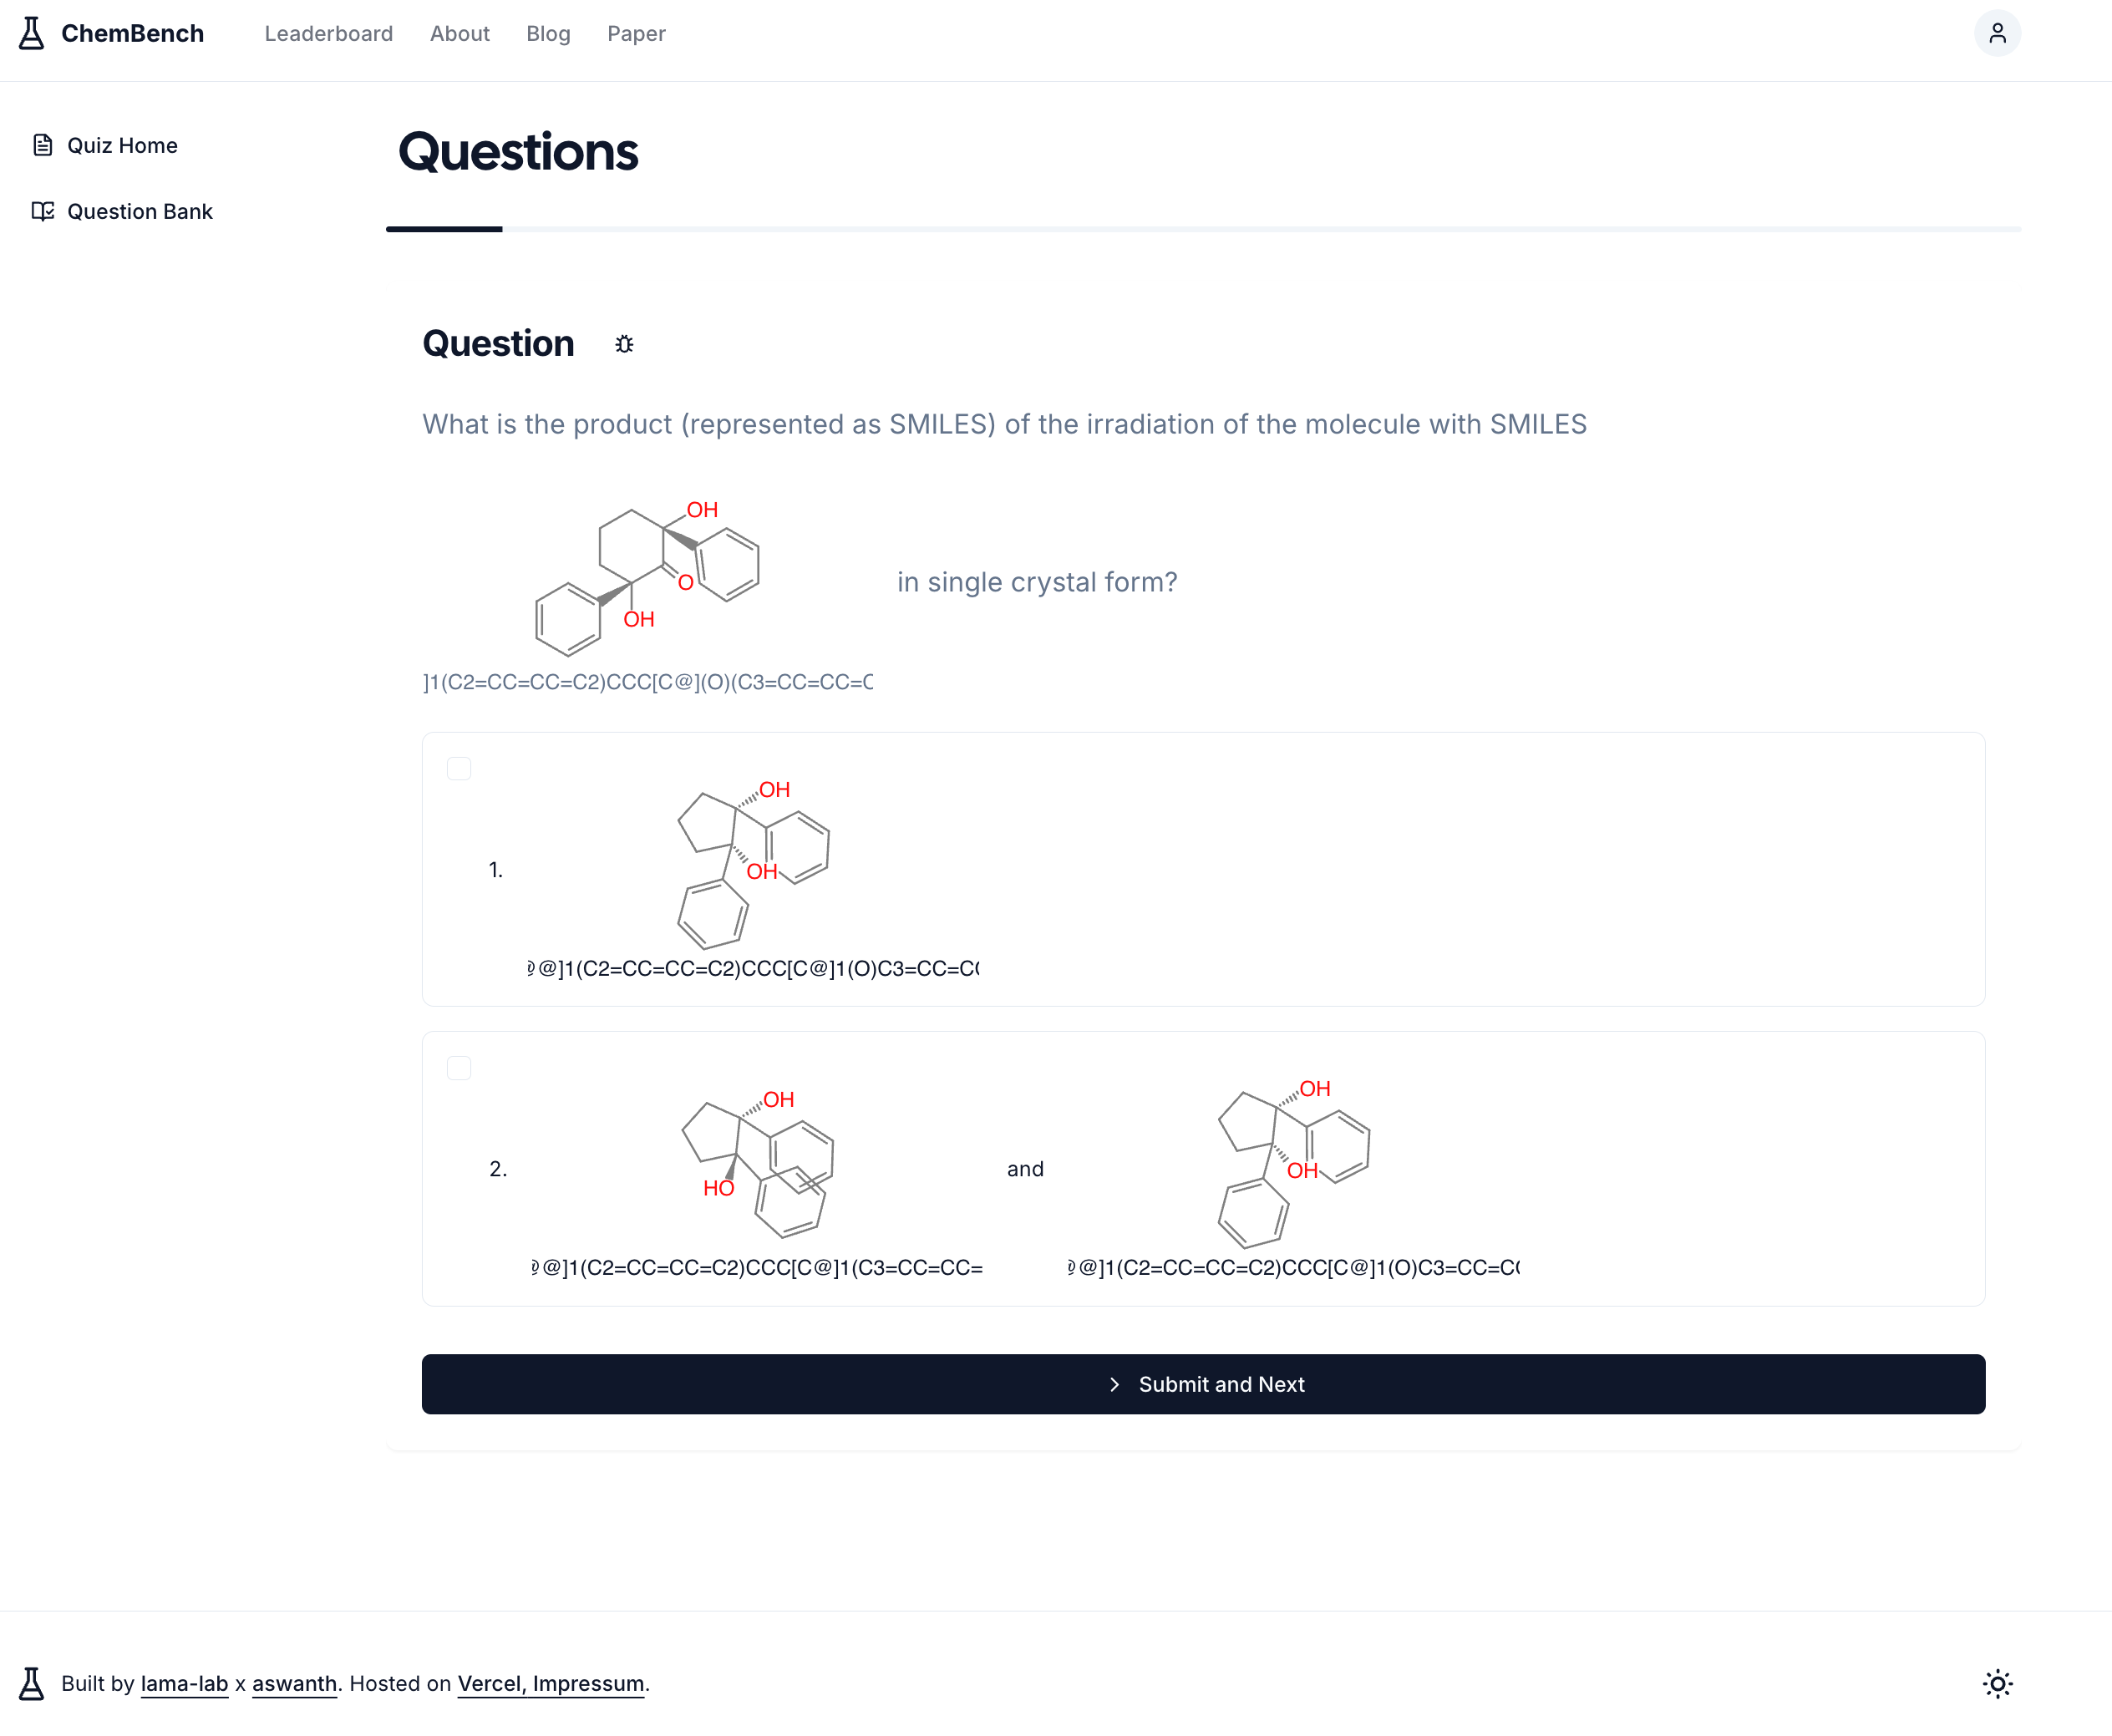 ChemBench Leaderboard About Blog Paper
Quiz Home
Question Bank
Questions
Question
What is the product (represented as SMILES) of the irradiation of the molecule with SMILES
OH
O
OH
in single crystal form?
]1(C2=CC=CC=C2)CCC[C@](O)(C3=CC=CC=C
OH
OH
1.
@@]1(C2=CC=CC=C2)CCC[C@]1(O)C3=CC=C(
OH
HO
2.
and
OH
OH
@@]1(C2=CC=CC=C2)CCC[C@]1(C3=CC=CC=
@@]1(C2=CC=CC=C2)CCC[C@]1(O)C3=CC=C(
Submit and Next
Built by lama-lab x aswanth. Hosted on Vercel, Impressum.